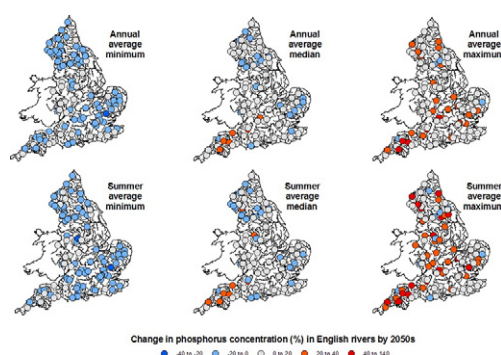 Annual
average
minimum
Annual
average
median
Annual
average
maximum
Summer
average
minimum
Summer
average
median
Summer
average
maximum
Change in phosphorus concentration (%) in English rivers by 2050s
-40 to -20 -20 to 0 0 to 20 20 to 40 40 to 140